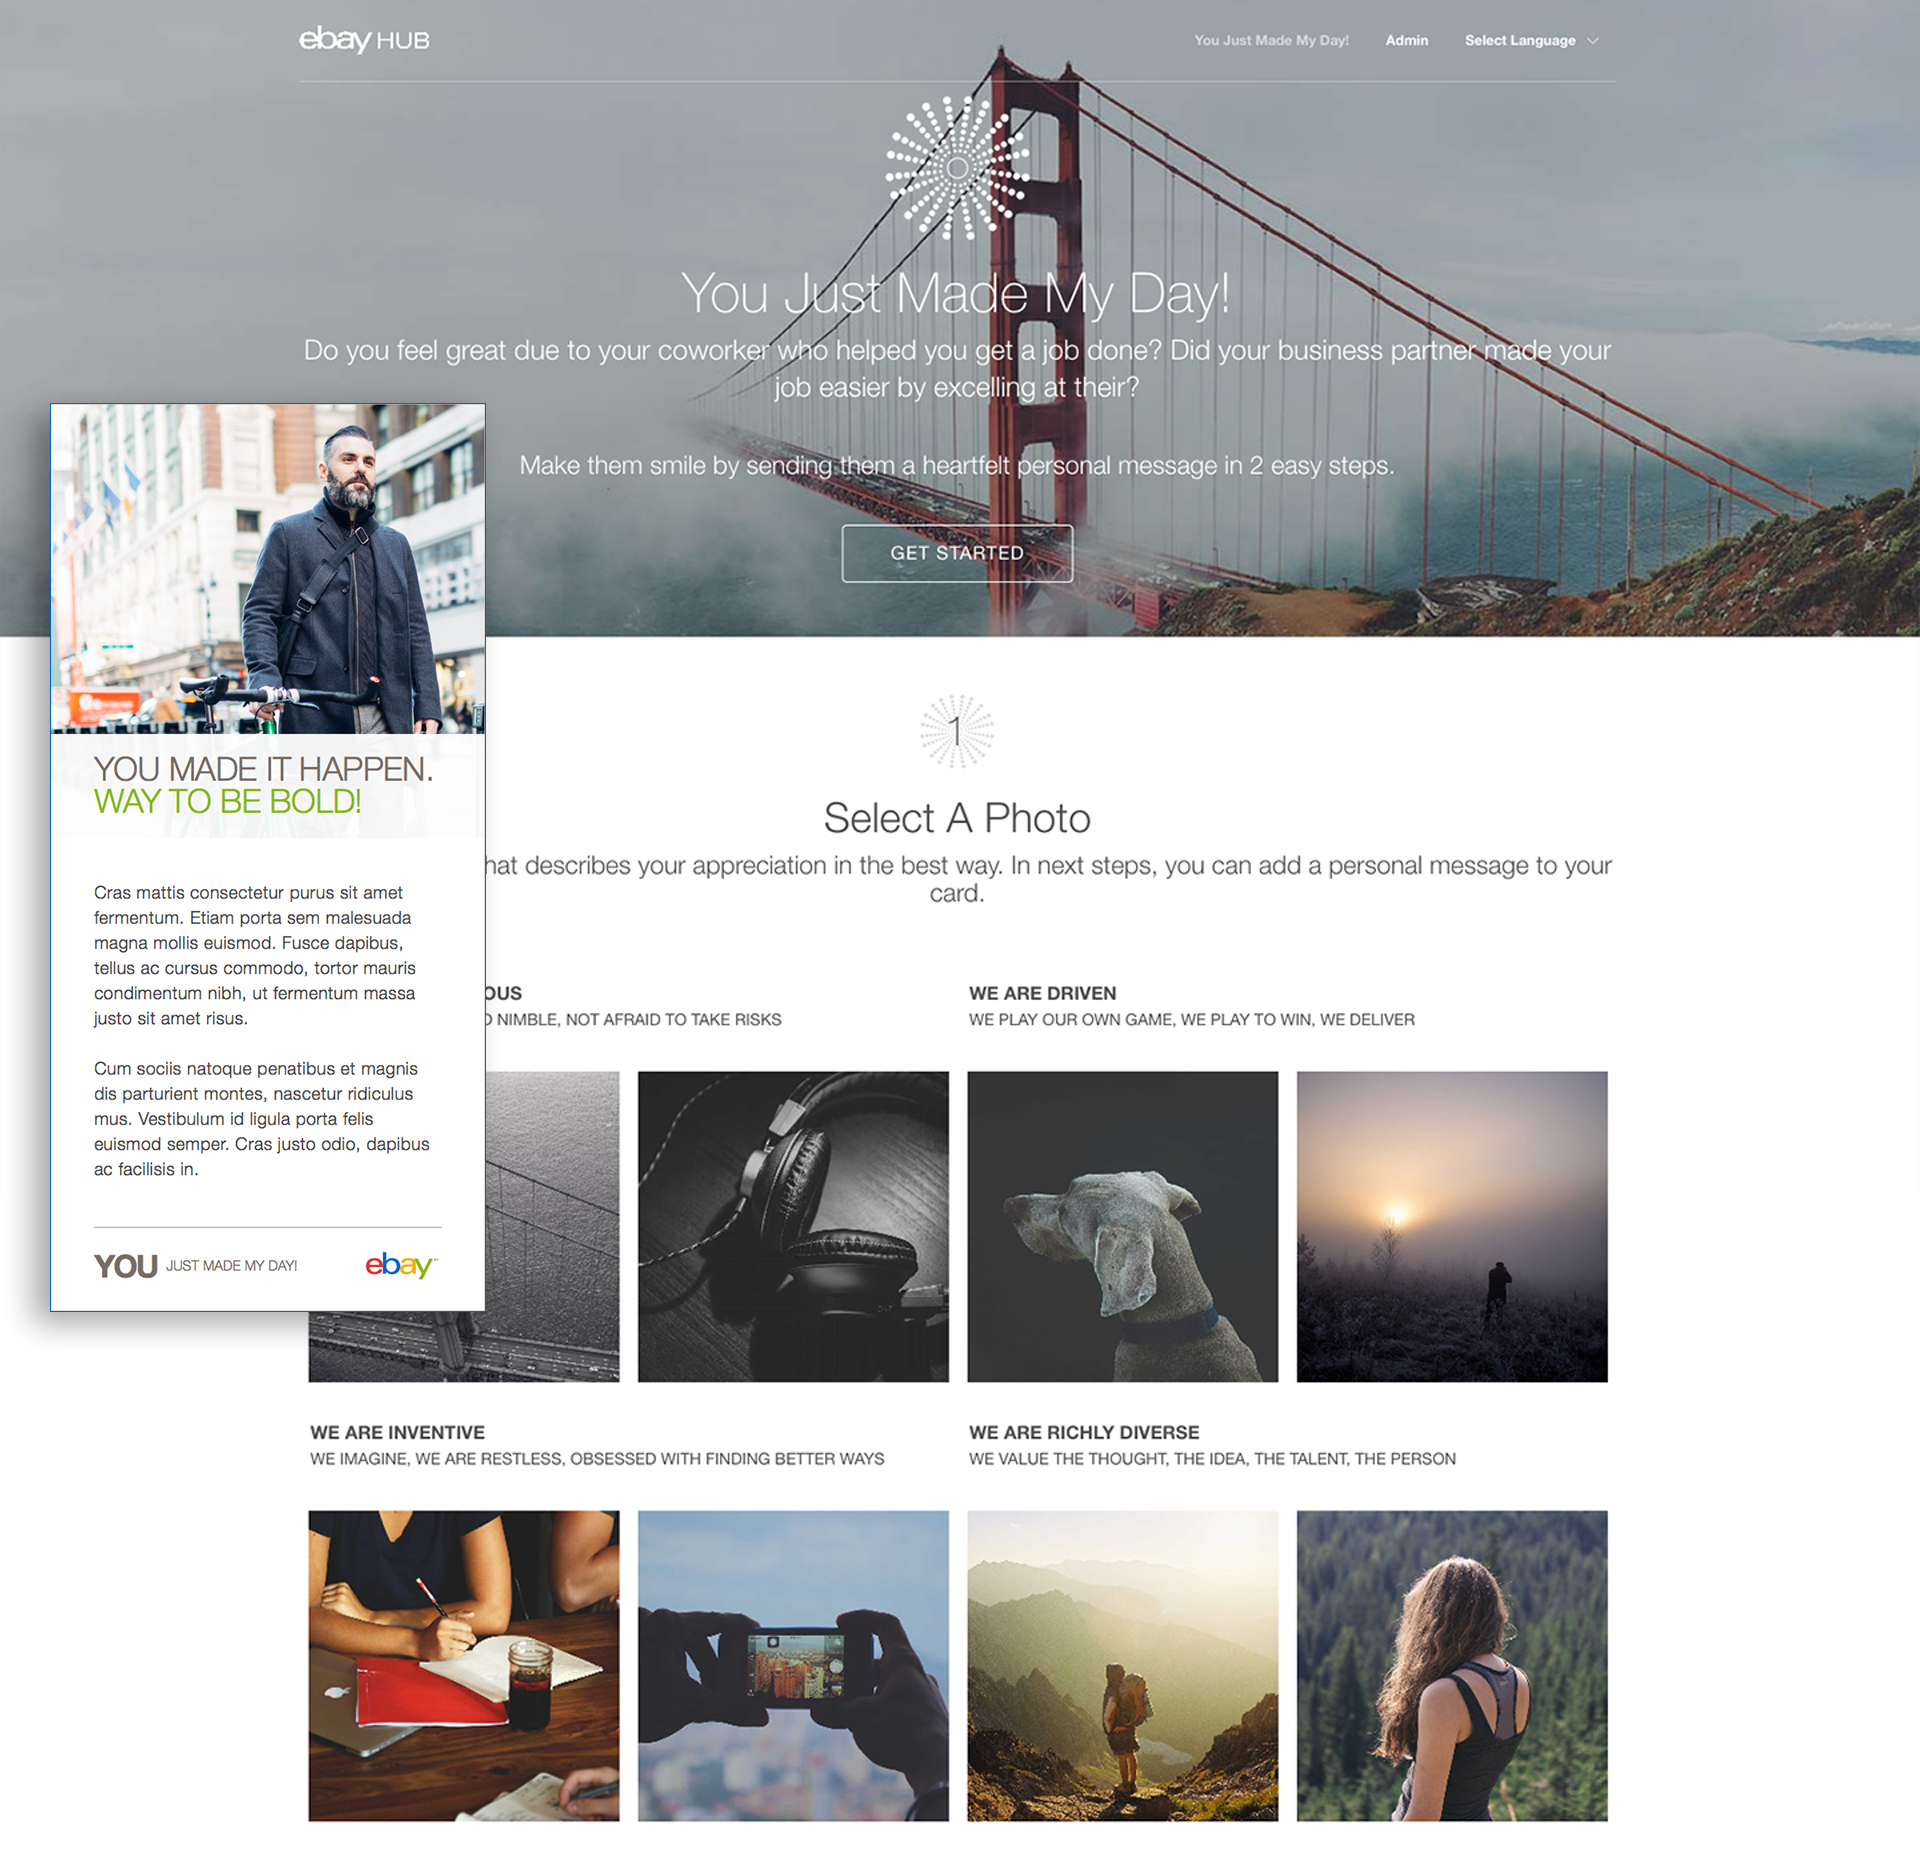 ebay HUB
You Just Made My Day!
Admin
Select Language
You Just Made My Day!
Do you feel great due to your coworker who helped you get a job done? Did your business partner made your
job easier by excelling at their?
Make them smile by sending them a heartfelt personal message in 2 easy steps.
GET STARTED
YOU MADE IT HAPPEN.
WAY TO BE BOLD!
Cras mattis consectetur purus sit amet
fermentum. Etiam porta sem malesuada
magna mollis euismod. Fusce dapibus,
tellus ac cursus commodo, tortor mauris
condimentum nibh, ut fermentum massa
justo sit amet risus.
Cum sociis natoque penatibus et magnis
dis parturient montes, nascetur ridiculus
mus. Vestibulum id ligula porta felis
euismod semper. Cras justo odio, dapibus
ac facilisis in.
YOU JUST MADE MY DAY!
ebay
1
Select A Photo
describes your appreciation in the best way. In next steps, you can add a personal message to your
card.
NIMBLE, NOT AFRAID TO TAKE RISKS
WE ARE DRIVEN
WE PLAY OUR OWN GAME, WE PLAY TO WIN, WE DELIVER
WE ARE INVENTIVE
WE IMAGINE, WE ARE RESTLESS, OBSESSED WITH FINDING BETTER WAYS
WE ARE RICHLY DIVERSE
WE VALUE THE THOUGHT, THE IDEA, THE TALENT, THE PERSON